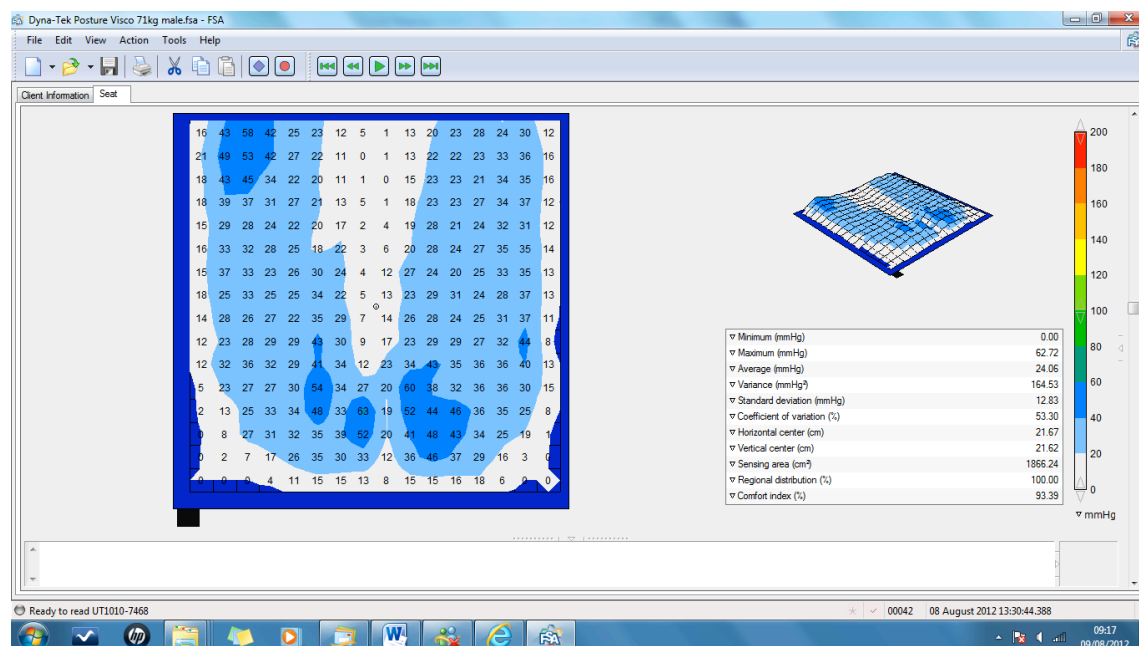 Dyna-Tek Posture Visco 71kg male.fsa - FSA
File Edit View Action Tools Help
Client Information Seat
16 43 58 42 25 23 12 5 1 13 20 23 28 24 30 12
21 49 53 42 27 22 11 0 1 13 22 22 23 33 36 16
18 43 45 34 22 20 11 1 0 15 23 23 21 34 35 16
18 39 37 31 27 21 13 5 1 18 23 23 27 34 37 12
15 29 28 24 22 20 17 2 4 19 28 21 24 32 31 12
16 33 32 28 25 18 22 3 6 20 28 24 27 35 35 14
15 37 33 23 26 30 24 4 12 27 24 20 25 33 35 13
18 25 33 25 25 34 22 5 13 23 29 31 24 28 37 13
14 28 26 27 22 35 29 7 14 26 28 24 25 31 37 11
12 23 28 29 29 43 30 9 17 23 29 29 27 32 44 8
12 32 36 32 29 41 34 12 23 34 43 35 36 36 40 13
5 23 27 27 30 54 34 27 20 60 38 32 36 36 30 15
2 13 25 33 34 48 33 63 19 52 44 46 36 35 25 8
0 8 27 31 32 35 39 52 20 41 48 43 34 25 19 1
0 2 7 17 26 35 30 33 12 36 46 37 29 16 3 0
0 0 0 4 11 15 15 13 8 15 15 16 18 6 0 0
200
180
160
140
120
100
80
60
40
20
0
mmHg
Minimum (mmHg) 0.00
Maximum (mmHg) 62.72
Average (mmHg) 24.06
Variance (mmHg²) 164.53
Standard deviation (mmHg) 12.83
Coefficient of variation (%) 53.30
Horizontal center (cm) 21.67
Vertical center (cm) 21.62
Sensing area (cm²) 1866.24
Regional distribution (%) 100.00
Comfort index (%) 93.39
Ready to read UT1010-7468 00042 08 August 2012 13:30:44.388
hp W FSA 09:17
09/08/2012